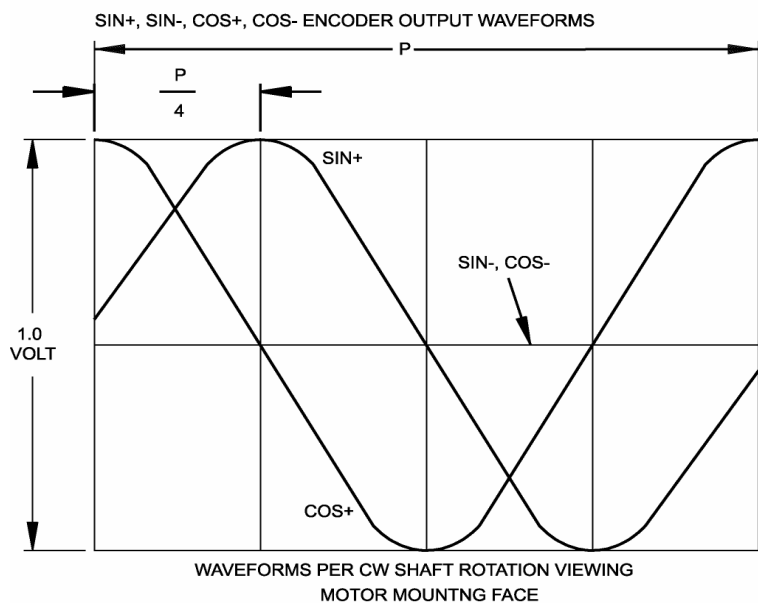 SIN+, SIN-, COS+, COS- ENCODER OUTPUT WAVEFORMS
P
P
4
SIN+
SIN-, COS-
1.0
VOLT
COS+
WAVEFORMS PER CW SHAFT ROTATION VIEWING
MOTOR MOUNTNG FACE